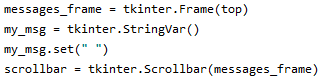 messages_frame = tkinter.Frame(top)
my_msg = tkinter.StringVar()
my_msg.set(" ")
scrollbar = tkinter.Scrollbar(messages_frame)